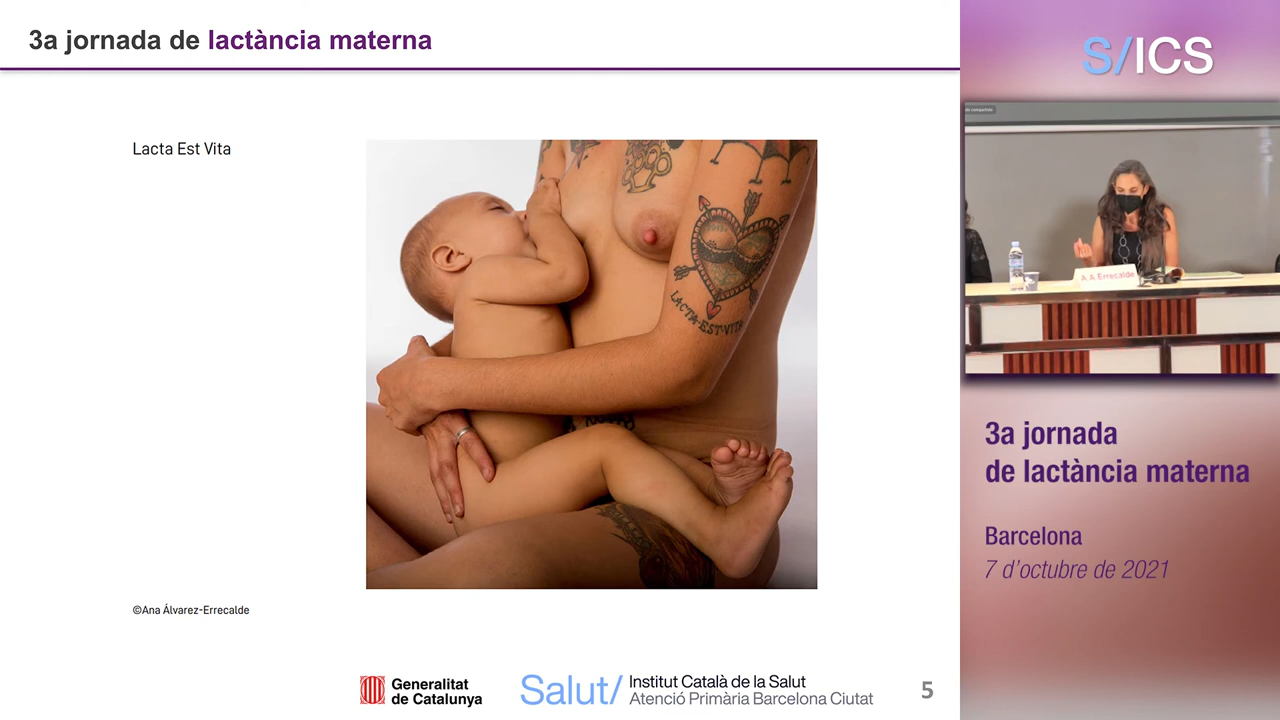 3a jornada de lactància materna
Lacta Est Vita
LACTA·EST·VITA
©Ana Álvarez-Errecalde
Generalitat
de Catalunya
Salut/
Institut Català de la Salut
Atenció Primària Barcelona Ciutat
5
S/ICS
A. A. Errecalde
3a jornada
de lactància materna
Barcelona
7 d'octubre de 2021